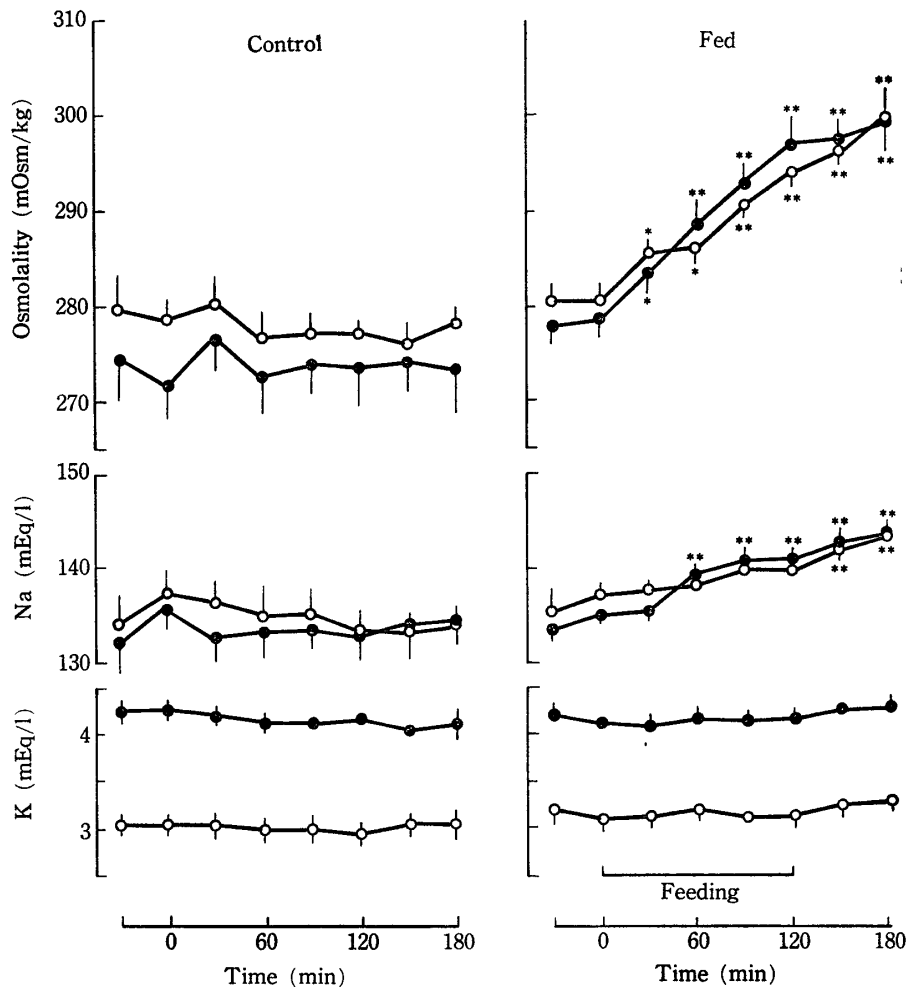 Control
Fed
Osmolality (mOsm/kg)
310
300
290
280
270
* ** ** ** ** **
* * ** ** ** **
Na (mEq/l)
150
140
130
** ** ** ** **
** **
K (mEq/l)
4
3
Feeding
0 60 120 180
0 60 120 180
Time (min)
Time (min)